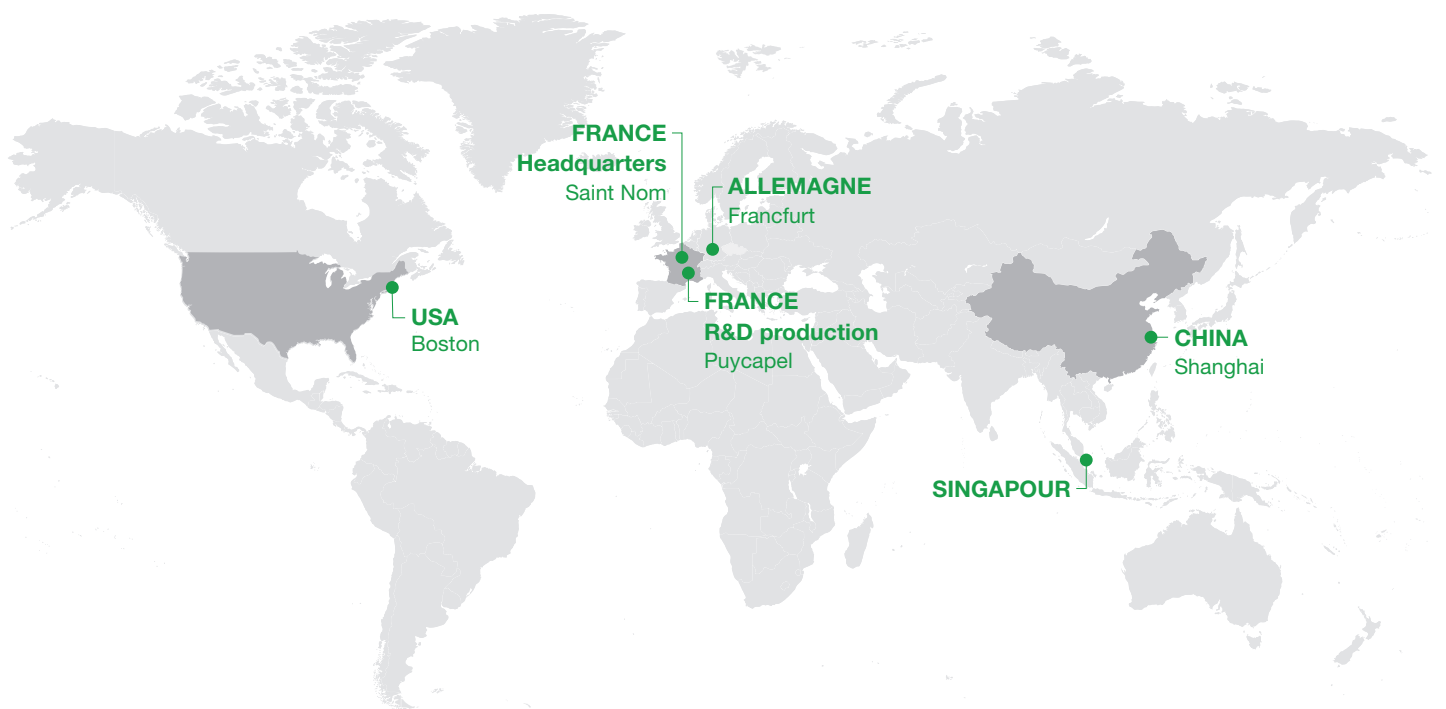 FRANCE
Headquarters
Saint Nom
ALLEMAGNE
Francfurt
FRANCE
R&D production
Puycapel
USA
Boston
CHINA
Shanghai
SINGAPOUR